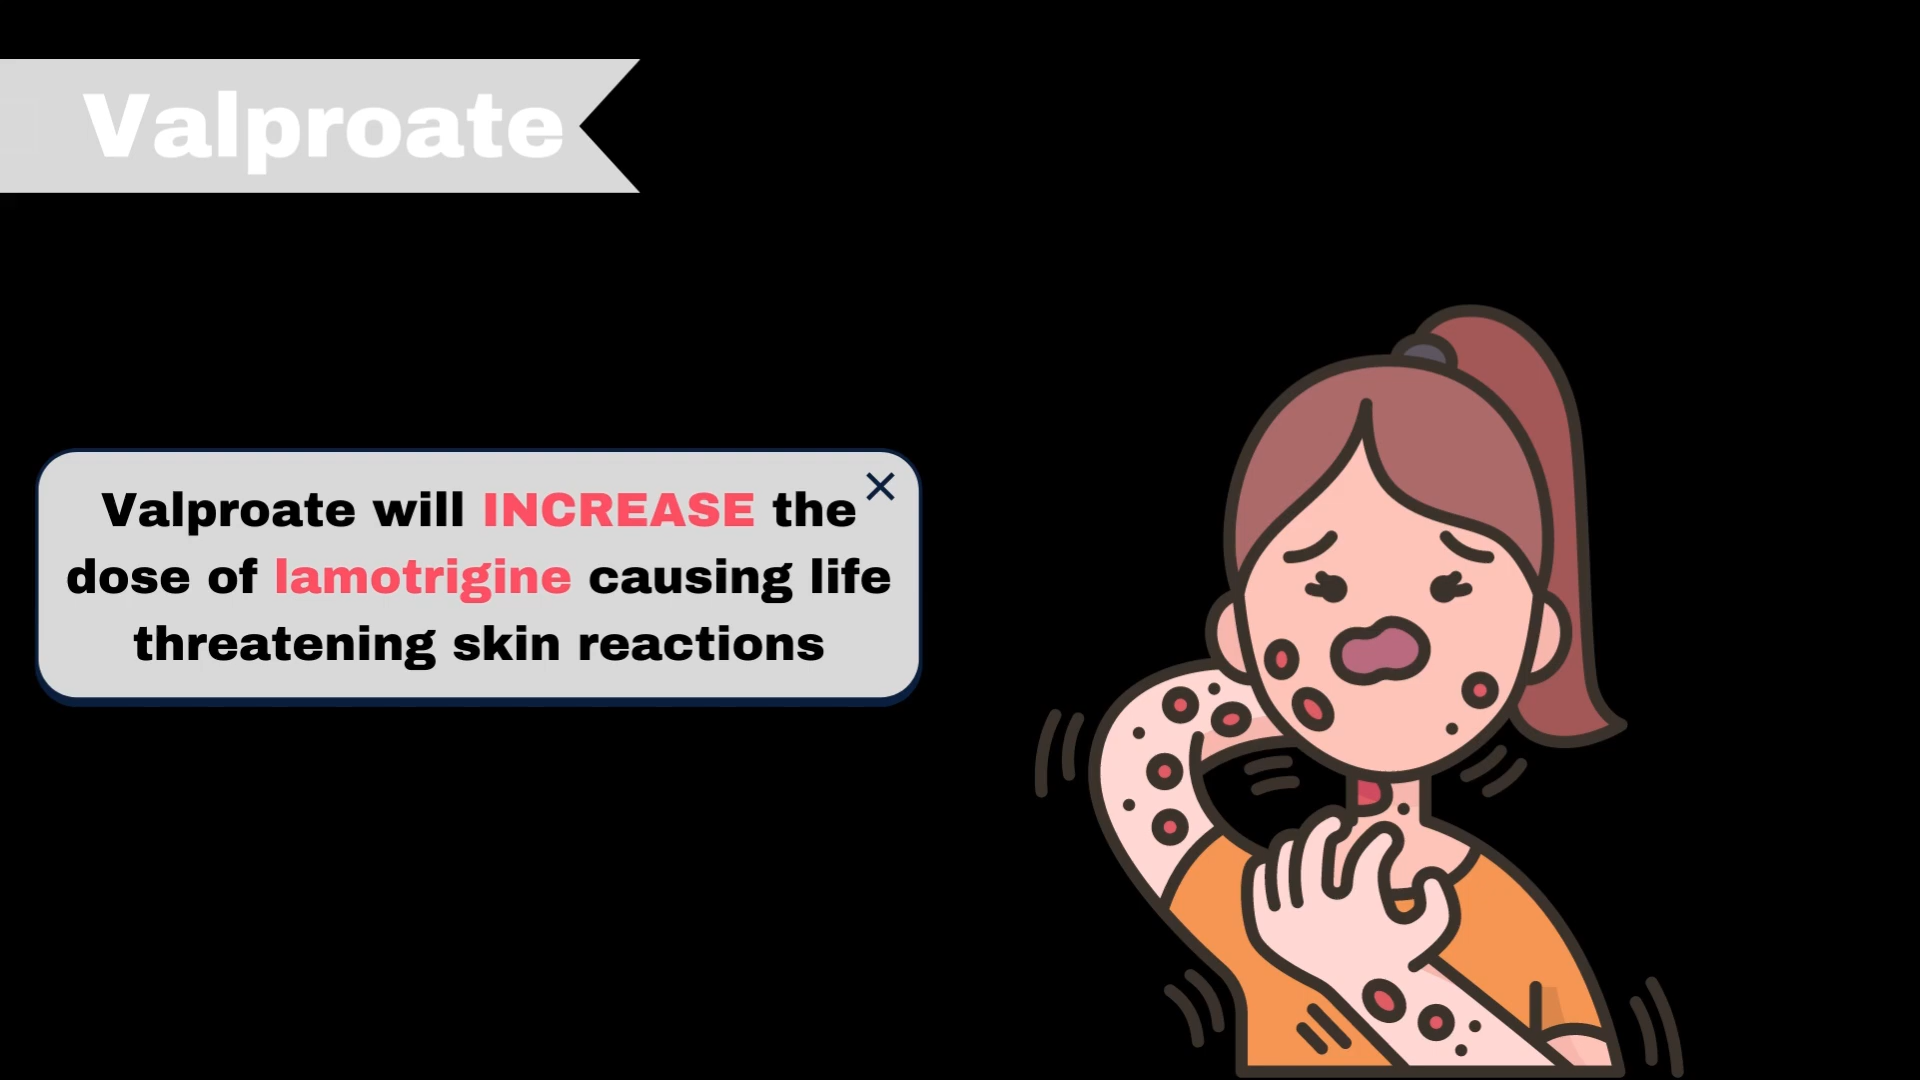 Valproate
Valproate will INCREASE the
dose of lamotrigine causing life
threatening skin reactions